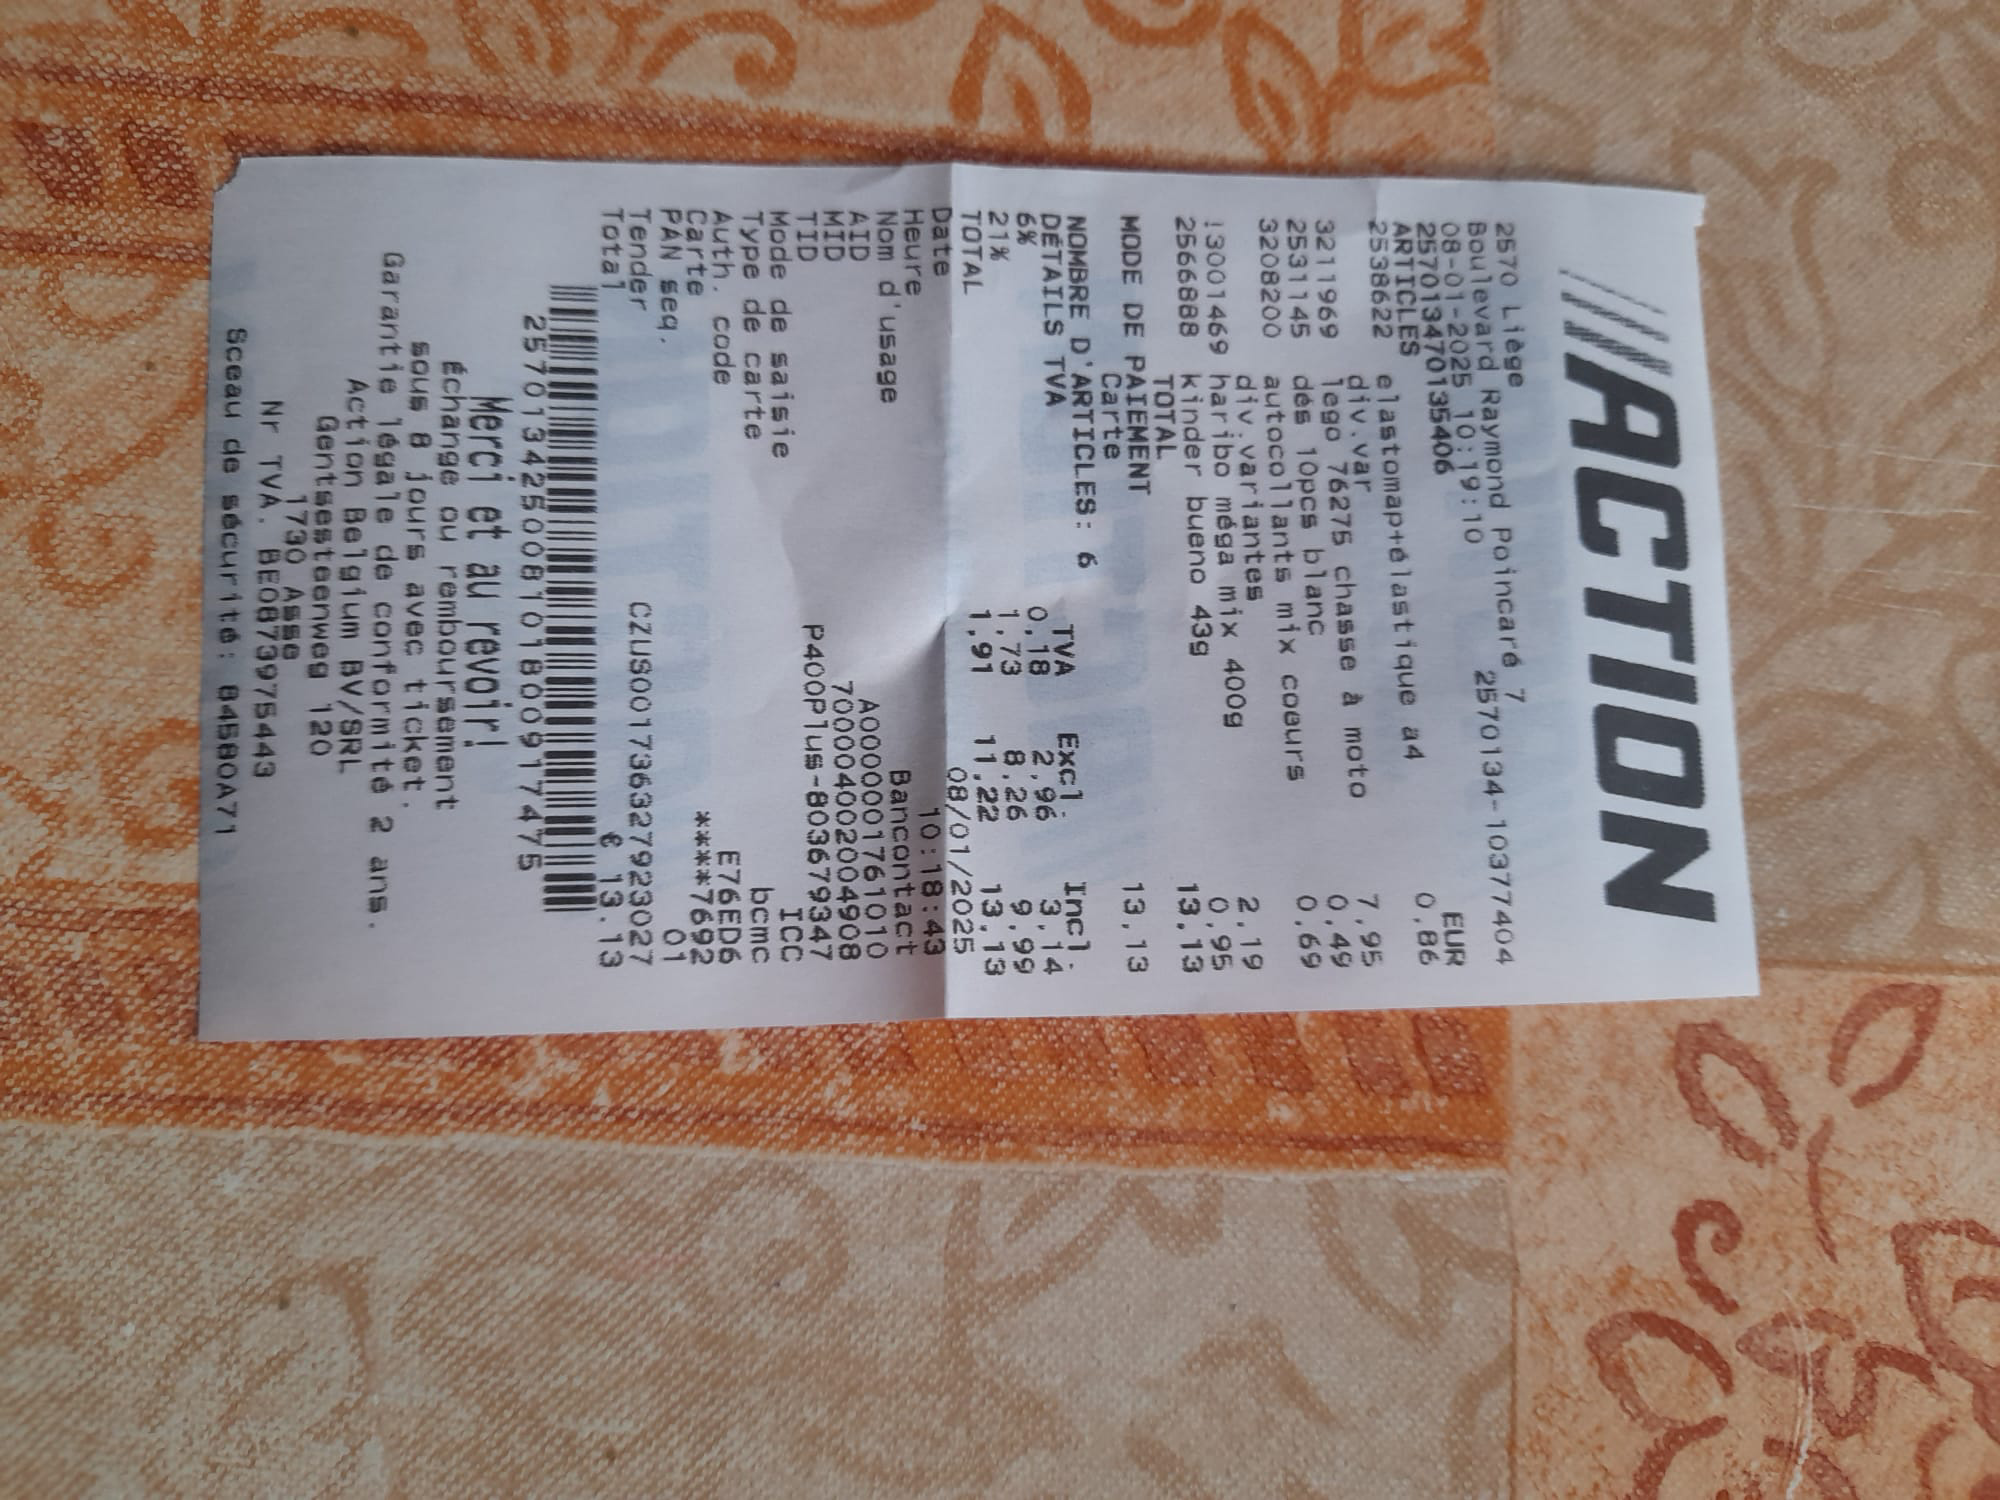 ACTION
2570 Liège
Boulevard Raymond Poincaré 7
08-01-2025 10:19:10 2570134-10377404
257013470135406
ARTICLES EUR
2538622 elastomap+élastique a4 0,86
div.var
3211969 lego 76275 chasse à moto 7,95
2531145 dés 10pcs blanc 0,49
3208200 autocollants mix coeurs 0,69
div.variantes
!3001469 haribo méga mix 400g 2,19
2566888 kinder bueno 43g 0,95
TOTAL 13,13
MODE DE PAIEMENT
Carte 13,13
NOMBRE D'ARTICLES: 6
DÉTAILS TVA TVA Excl. Incl.
6% 0,18 2,96 3,14
21% 1,73 8,26 9,99
TOTAL 1,91 11,22 13,13
Date 08/01/2025
Heure 10:18:43
Nom d'usage Bancontact
AID A0000001761010
MID 700004002004908
TID P400Plus-803679347
Mode de saisie ICC
Type de carte bcmc
Auth. code E76ED6
Carte ****7692
PAN seq. 01
Tender CZUS001736327923027
Total € 13.13
2570134250081018009177475
Merci et au revoir!
Échange ou remboursement
sous 8 jours avec ticket.
Garantie légale de conformité 2 ans.
Action Belgium BV/SRL
Gentsesteenweg 120
1730 Asse
Nr TVA. BE0873975443
Sceau de sécurité: B45B0A71